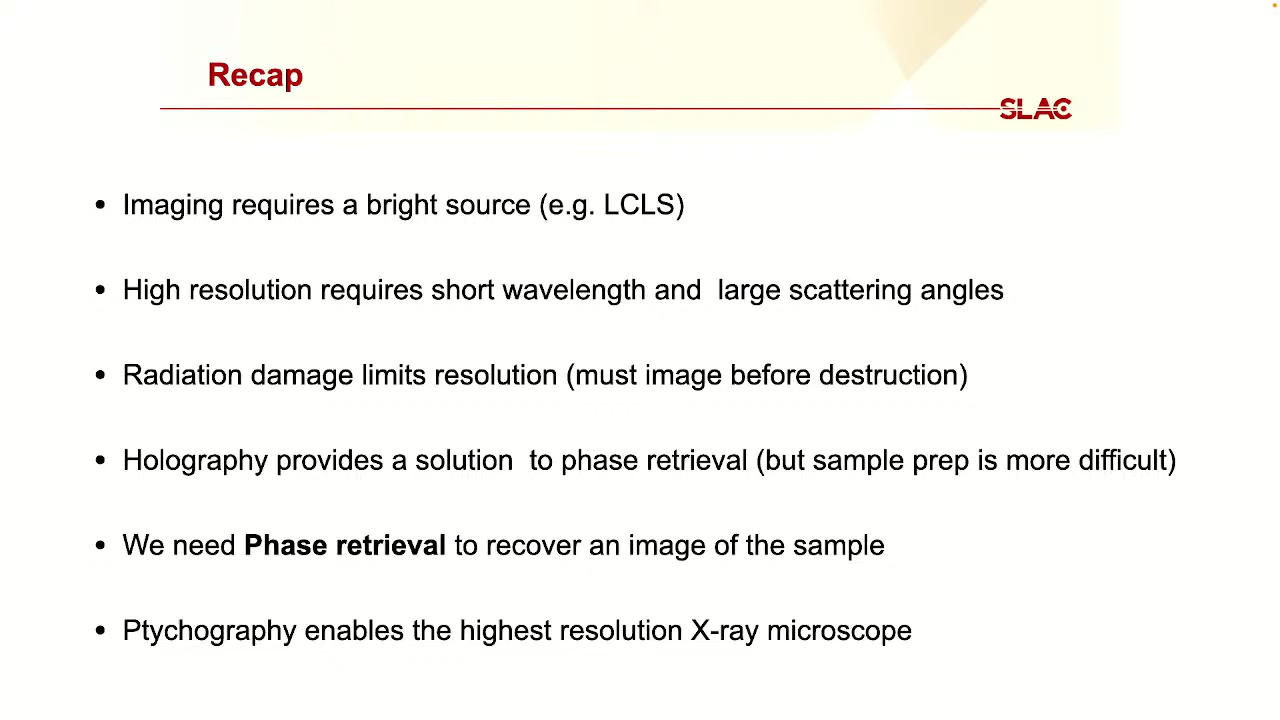 Recap
SLAC
• Imaging requires a bright source (e.g. LCLS)
• High resolution requires short wavelength and  large scattering angles
• Radiation damage limits resolution (must image before destruction)
• Holography provides a solution  to phase retrieval (but sample prep is more difficult)
• We need Phase retrieval to recover an image of the sample
• Ptychography enables the highest resolution X-ray microscope